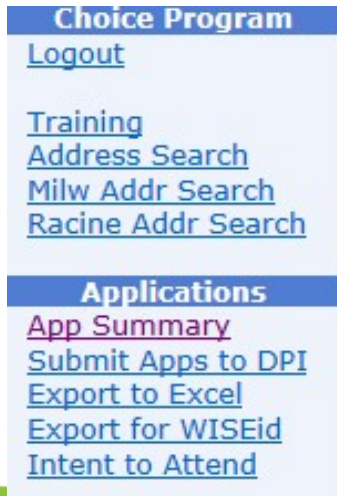 Choice Program
Logout
Training
Address Search
Milw Addr Search
Racine Addr Search
Applications
App Summary
Submit Apps to DPI
Export to Excel
Export for WISEid
Intent to Attend